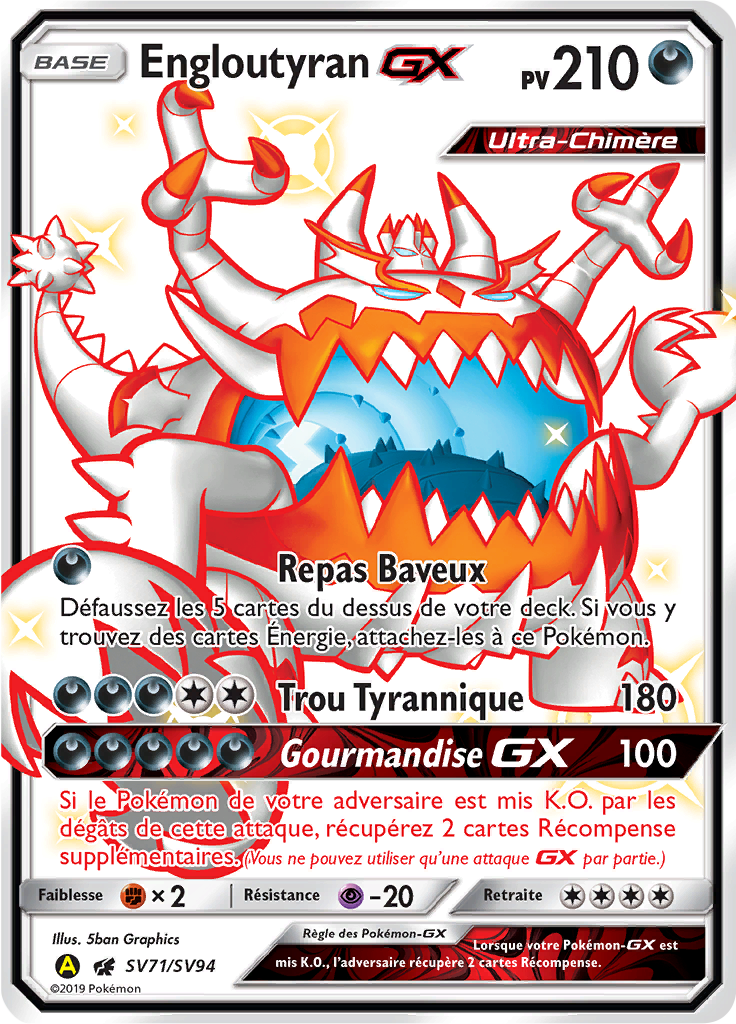 BASE Engloutyran GX PV210
Ultra-Chimère
Repas Baveux
Défaussez les 5 cartes du dessus de votre deck. Si vous y
trouvez des cartes Énergie, attachez-les à ce Pokémon.
Trou Tyrannique 180
Gourmandise GX 100
Si le Pokémon de votre adversaire est mis K.O. par les
dégâts de cette attaque, récupérez 2 cartes Récompense
supplémentaires. (Vous ne pouvez utiliser qu'une attaque GX par partie.)
Faiblesse ×2 Résistance -20 Retraite
Illus. 5ban Graphics
Règle des Pokémon-GX
Lorsque votre Pokémon-GX est
mis K.O., l'adversaire récupère 2 cartes Récompense.
A SV71/SV94
©2019 Pokémon